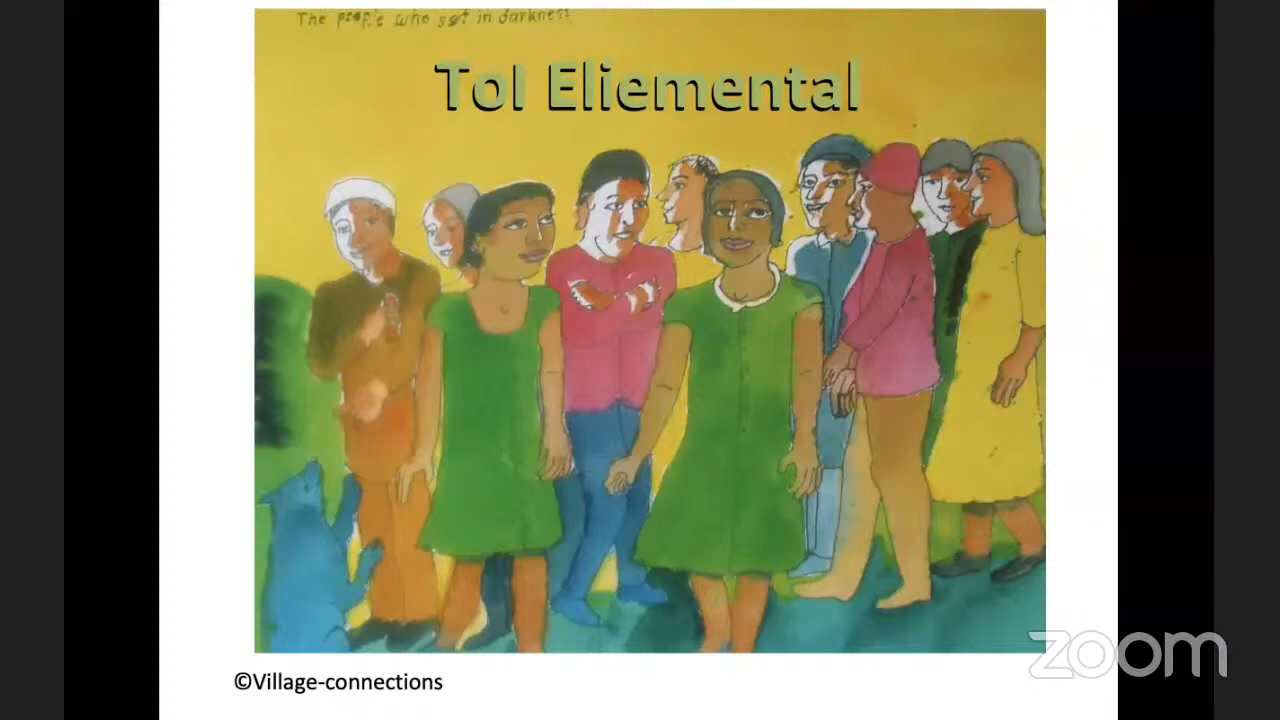 The people who sat in darkness
Tol Eliemental
©Village-connections
zoom